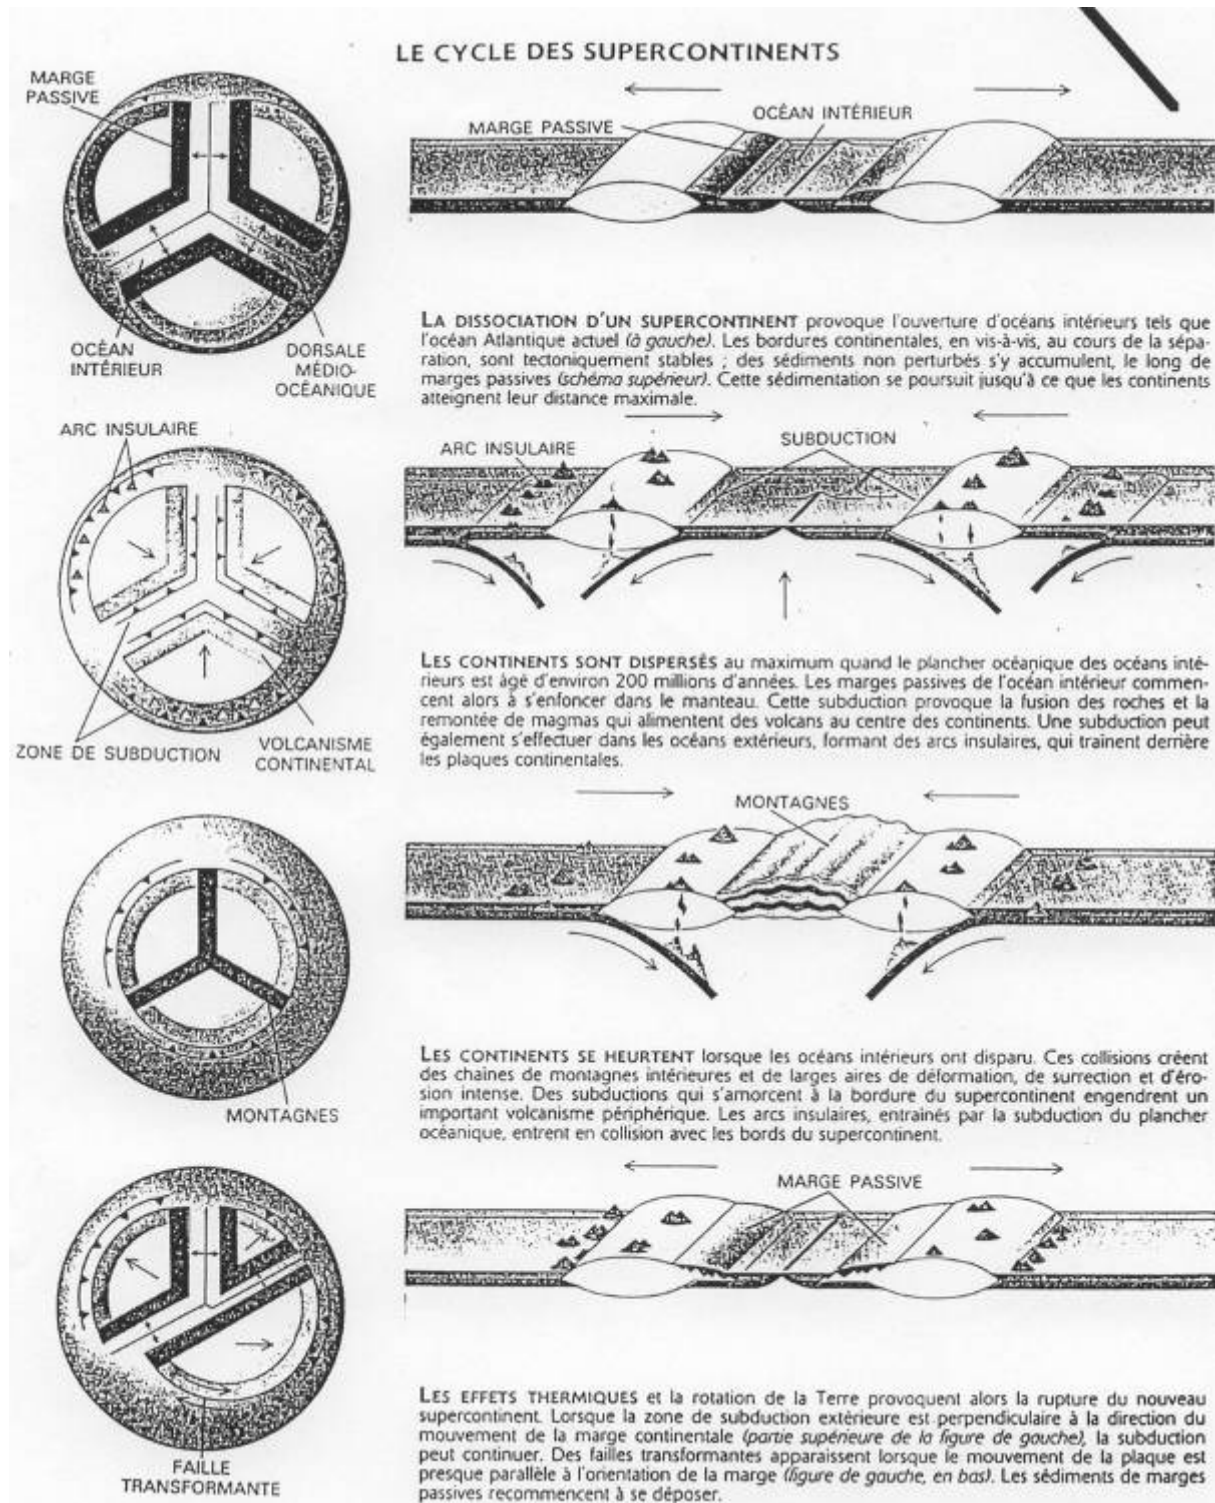 LE CYCLE DES SUPERCONTINENTS
MARGE
PASSIVE
OCÉAN
INTÉRIEUR
DORSALE
MÉDIO-
OCÉANIQUE
MARGE PASSIVE
OCÉAN INTÉRIEUR
LA DISSOCIATION D'UN SUPERCONTINENT provoque l'ouverture d'océans intérieurs tels que
l'océan Atlantique actuel (à gauche). Les bordures continentales, en vis-à-vis, au cours de la sépa-
ration, sont tectoniquement stables ; des sédiments non perturbés s'y accumulent, le long de
marges passives (schéma supérieur). Cette sédimentation se poursuit jusqu'à ce que les continents
atteignent leur distance maximale.
ARC INSULAIRE
ZONE DE SUBDUCTION
VOLCANISME
CONTINENTAL
ARC INSULAIRE
SUBDUCTION
LES CONTINENTS SONT DISPERSÉS au maximum quand le plancher océanique des océans inté-
rieurs est âgé d'environ 200 millions d'années. Les marges passives de l'océan intérieur commen-
cent alors à s'enfoncer dans le manteau. Cette subduction provoque la fusion des roches et la
remontée de magmas qui alimentent des volcans au centre des continents. Une subduction peut
également s'effectuer dans les océans extérieurs, formant des arcs insulaires, qui traînent derrière
les plaques continentales.
MONTAGNES
MONTAGNES
LES CONTINENTS SE HEURTENT lorsque les océans intérieurs ont disparu. Ces collisions créent
des chaînes de montagnes intérieures et de larges aires de déformation, de surrection et d'éro-
sion intense. Des subductions qui s'amorcent à la bordure du supercontinent engendrent un
important volcanisme périphérique. Les arcs insulaires, entrainés par la subduction du plancher
océanique, entrent en collision avec les bords du supercontinent.
FAILLE
TRANSFORMANTE
MARGE PASSIVE
LES EFFETS THERMIQUES et la rotation de la Terre provoquent alors la rupture du nouveau
supercontinent. Lorsque la zone de subduction extérieure est perpendiculaire à la direction du
mouvement de la marge continentale (partie supérieure de la figure de gauche), la subduction
peut continuer. Des failles transformantes apparaissent lorsque le mouvement de la plaque est
presque parallèle à l'orientation de la marge (figure de gauche, en bas). Les sédiments de marges
passives recommencent à se déposer.